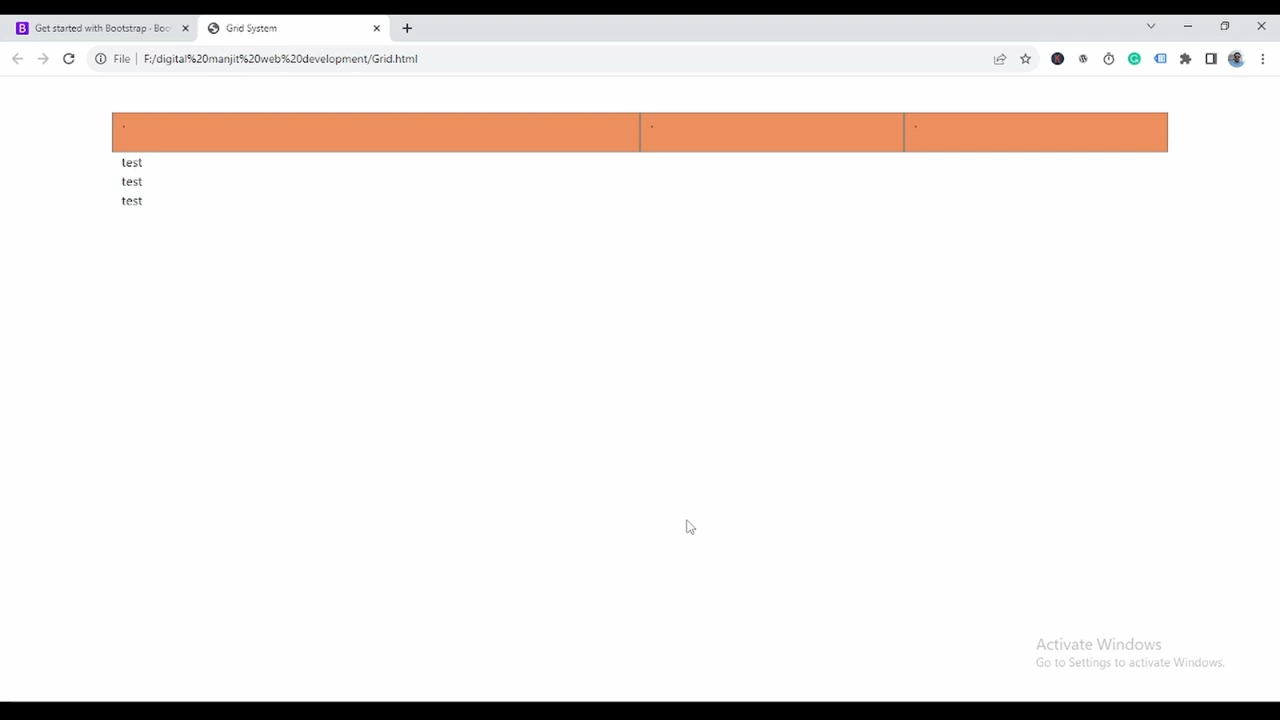 Get started with Bootstrap · Boo
Grid System
File
F:/digital%20manjit%20web%20development/Grid.html
. . .
test
test
test
Activate Windows
Go to Settings to activate Windows.